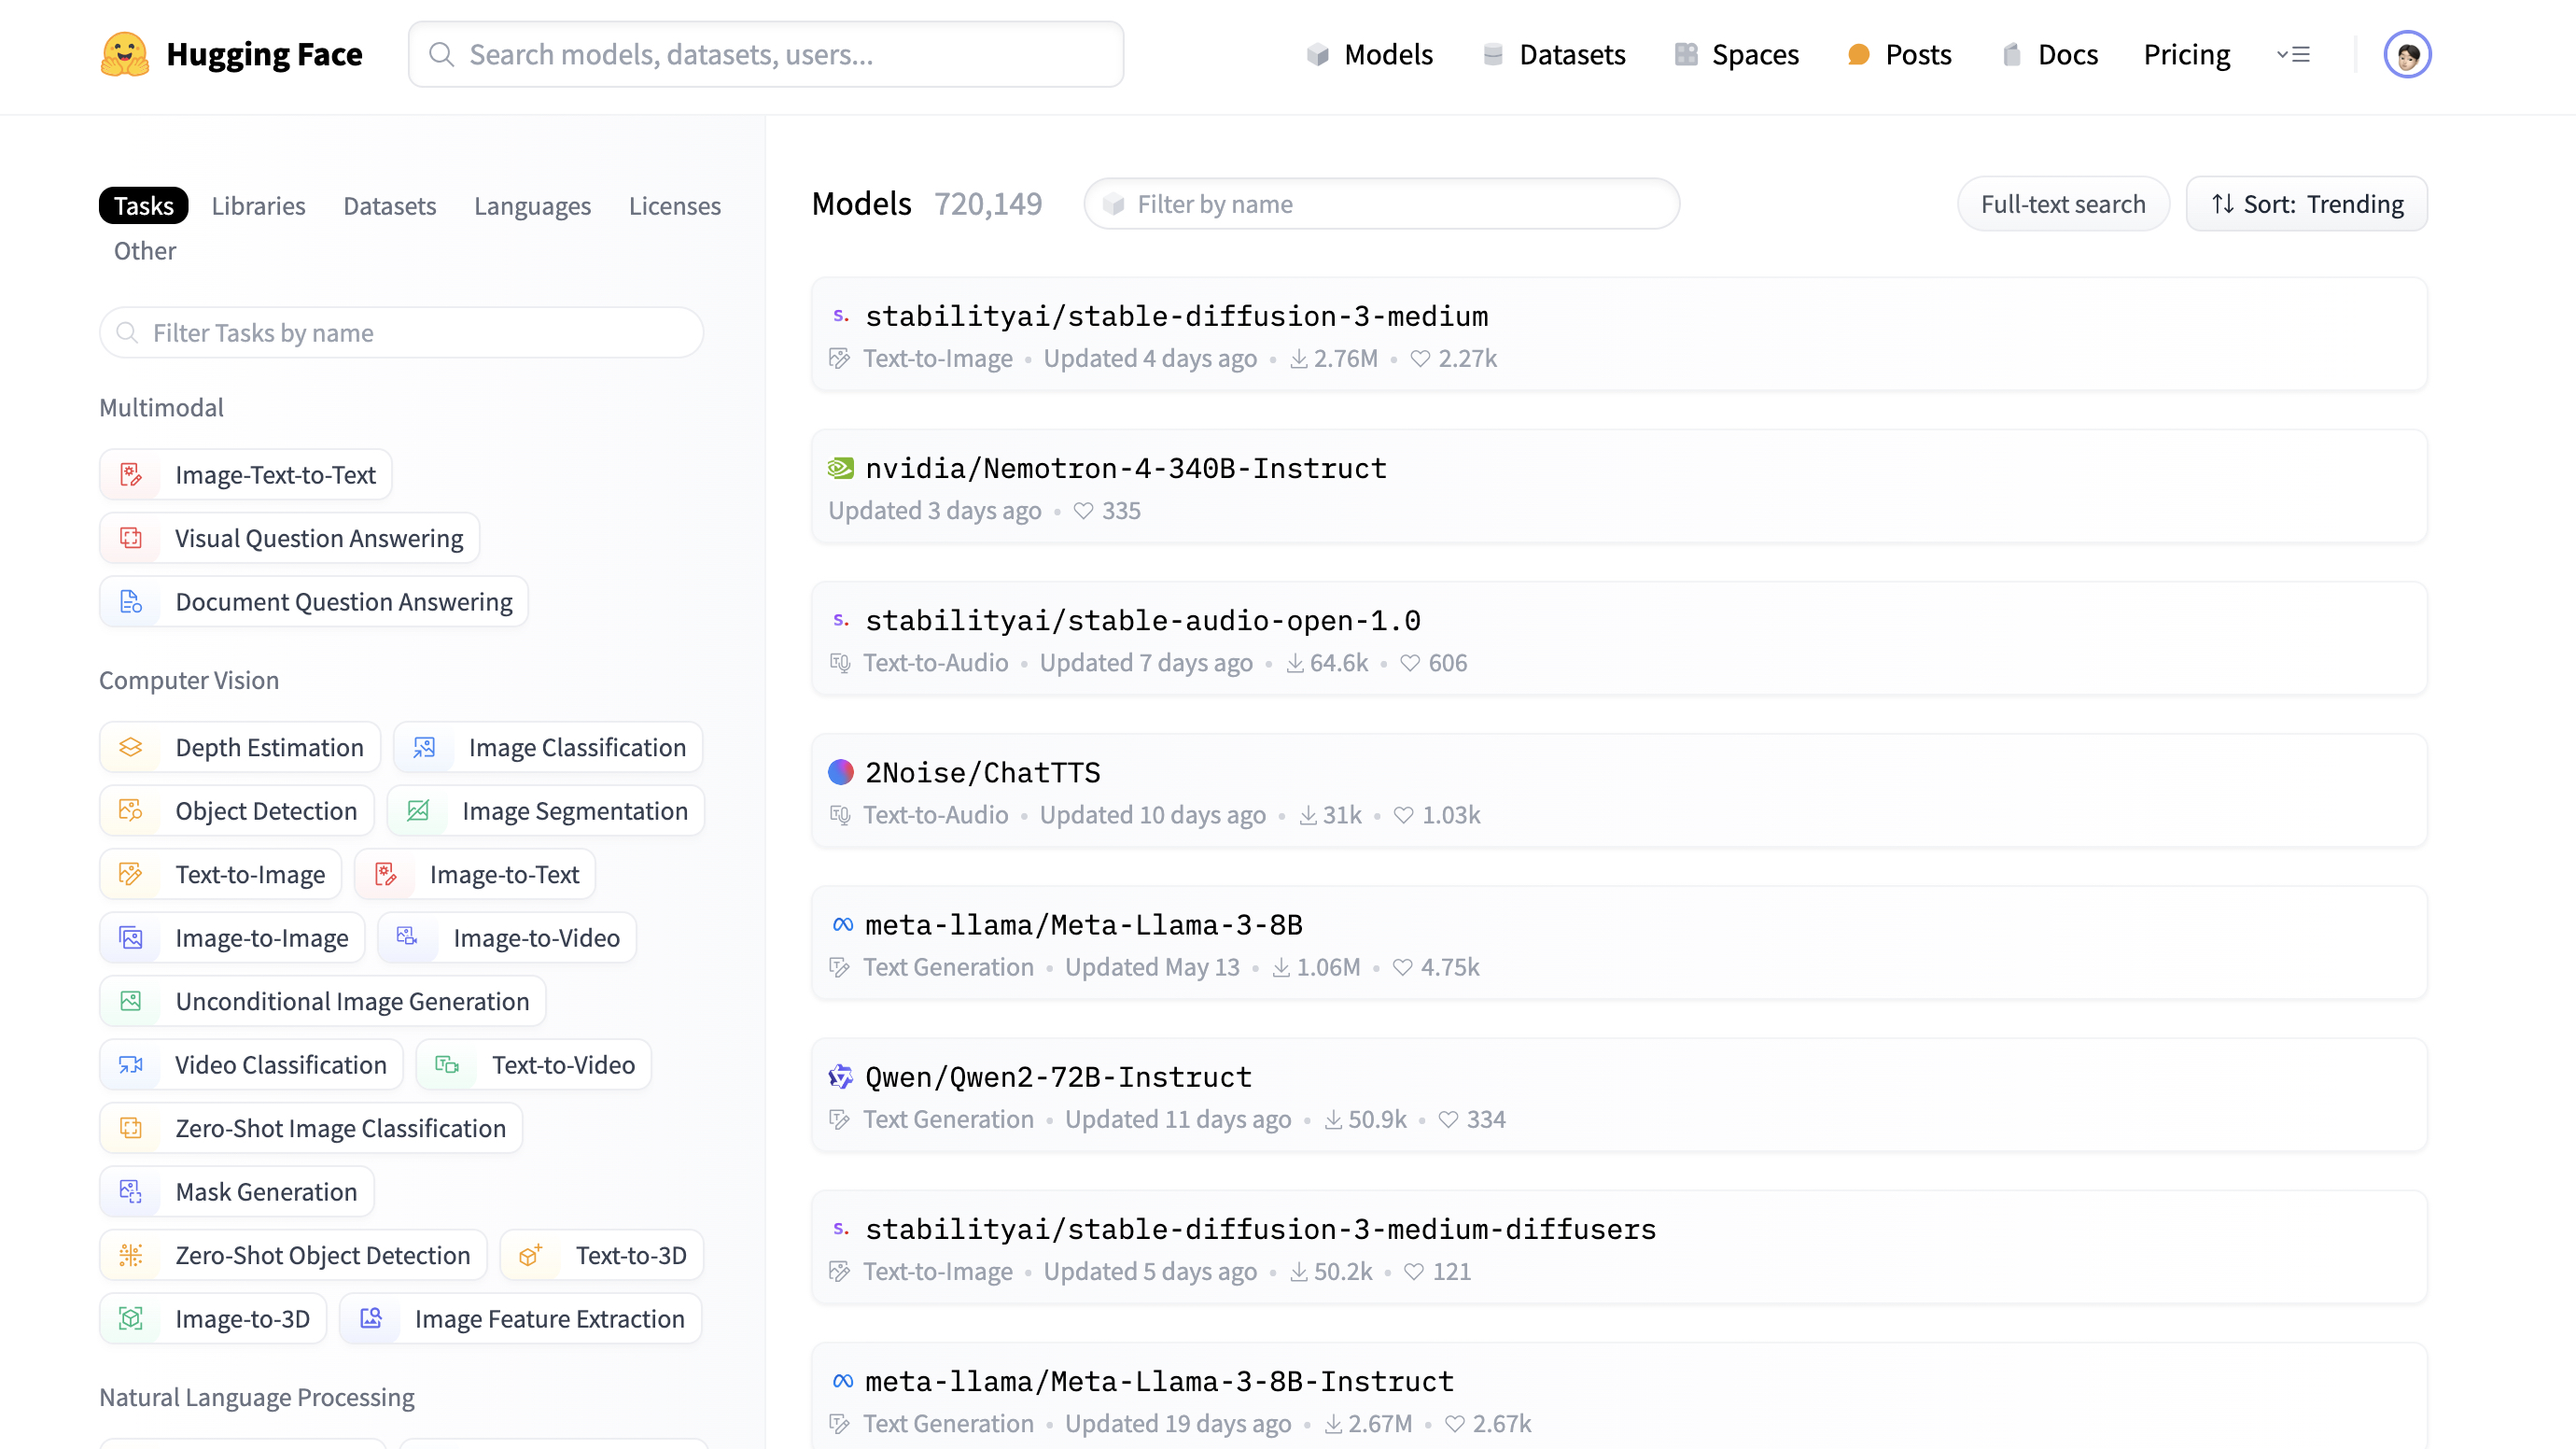 Hugging Face
Search models, datasets, users...
Models
Datasets
Spaces
Posts
Docs
Pricing
Tasks Libraries Datasets Languages Licenses
Other
Filter Tasks by name
Multimodal
Image-Text-to-Text
Visual Question Answering
Document Question Answering
Computer Vision
Depth Estimation Image Classification
Object Detection Image Segmentation
Text-to-Image Image-to-Text
Image-to-Image Image-to-Video
Unconditional Image Generation
Video Classification Text-to-Video
Zero-Shot Image Classification
Mask Generation
Zero-Shot Object Detection Text-to-3D
Image-to-3D Image Feature Extraction
Natural Language Processing
Models 720,149 Filter by name Full-text search Sort: Trending
s. stabilityai/stable-diffusion-3-medium
Text-to-Image • Updated 4 days ago • 2.76M • 2.27k
nvidia/Nemotron-4-340B-Instruct
Updated 3 days ago • 335
s. stabilityai/stable-audio-open-1.0
Text-to-Audio • Updated 7 days ago • 64.6k • 606
2Noise/ChatTTS
Text-to-Audio • Updated 10 days ago • 31k • 1.03k
meta-llama/Meta-Llama-3-8B
Text Generation • Updated May 13 • 1.06M • 4.75k
Qwen/Qwen2-72B-Instruct
Text Generation • Updated 11 days ago • 50.9k • 334
s. stabilityai/stable-diffusion-3-medium-diffusers
Text-to-Image • Updated 5 days ago • 50.2k • 121
meta-llama/Meta-Llama-3-8B-Instruct
Text Generation • Updated 19 days ago • 2.67M • 2.67k